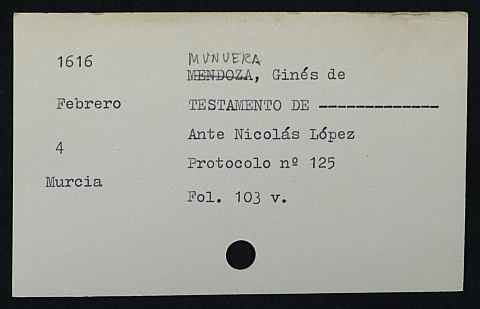 1616
Febrero
4
Murcia
MUNUERA
MENDOZA, Ginés de
TESTAMENTO DE -------------
Ante Nicolás López
Protocolo nº 125
Fol. 103 v.